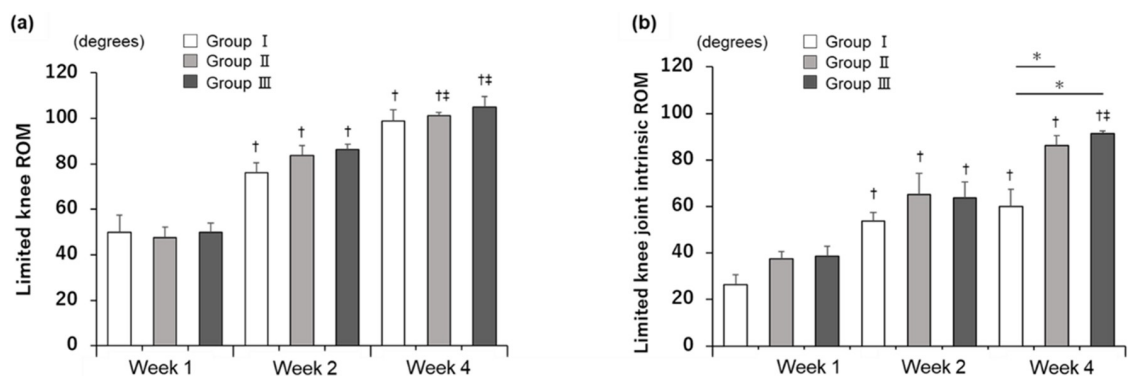 (a)
(degrees)
Group Ⅰ
Group Ⅱ
Group Ⅲ
Limited knee ROM
120
100
80
60
40
20
0
†
†
†
†
†‡
†‡
Week 1
Week 2
Week 4
(b)
(degrees)
Group Ⅰ
Group Ⅱ
Group Ⅲ
Limited knee joint intrinsic ROM
120
100
80
60
40
20
0
†
†
†
†
†
†‡
*
*
Week 1
Week 2
Week 4